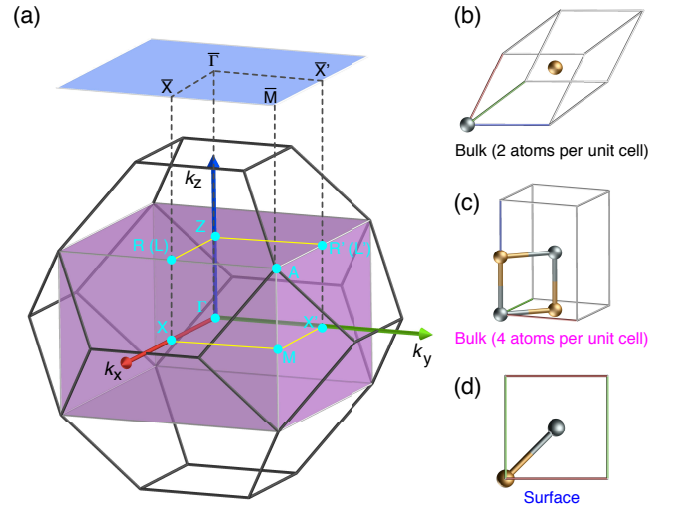 (a)
Γ̅
X̅
X̅'
M̅
k_z
Z
R (L)
R' (L')
A
Γ
X
X'
M
k_x
k_y
(b)
Bulk (2 atoms per unit cell)
(c)
Bulk (4 atoms per unit cell)
(d)
Surface